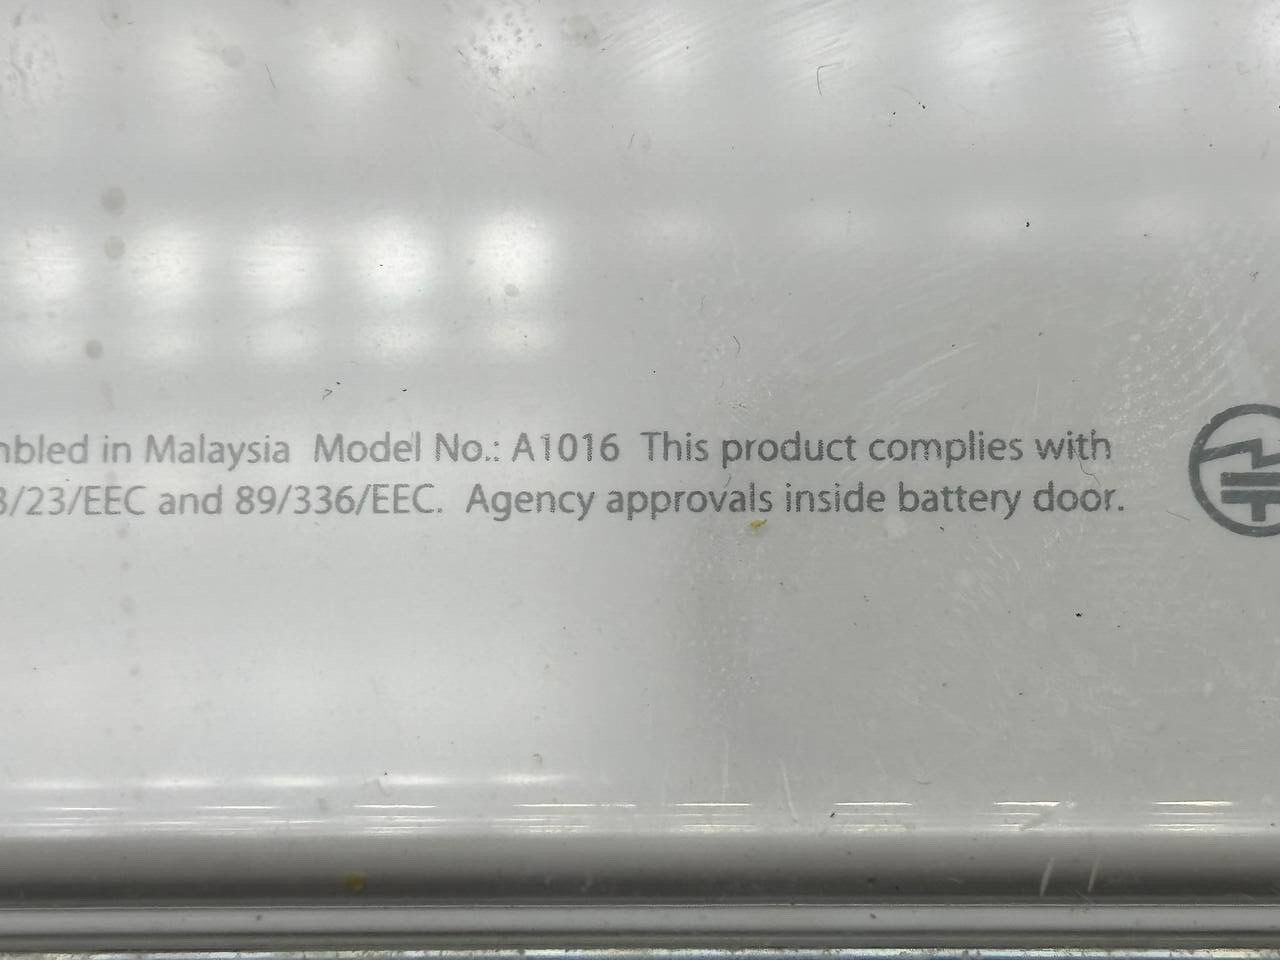 mbled in Malaysia Model No.: A1016 This product complies with
3/23/EEC and 89/336/EEC. Agency approvals inside battery door.